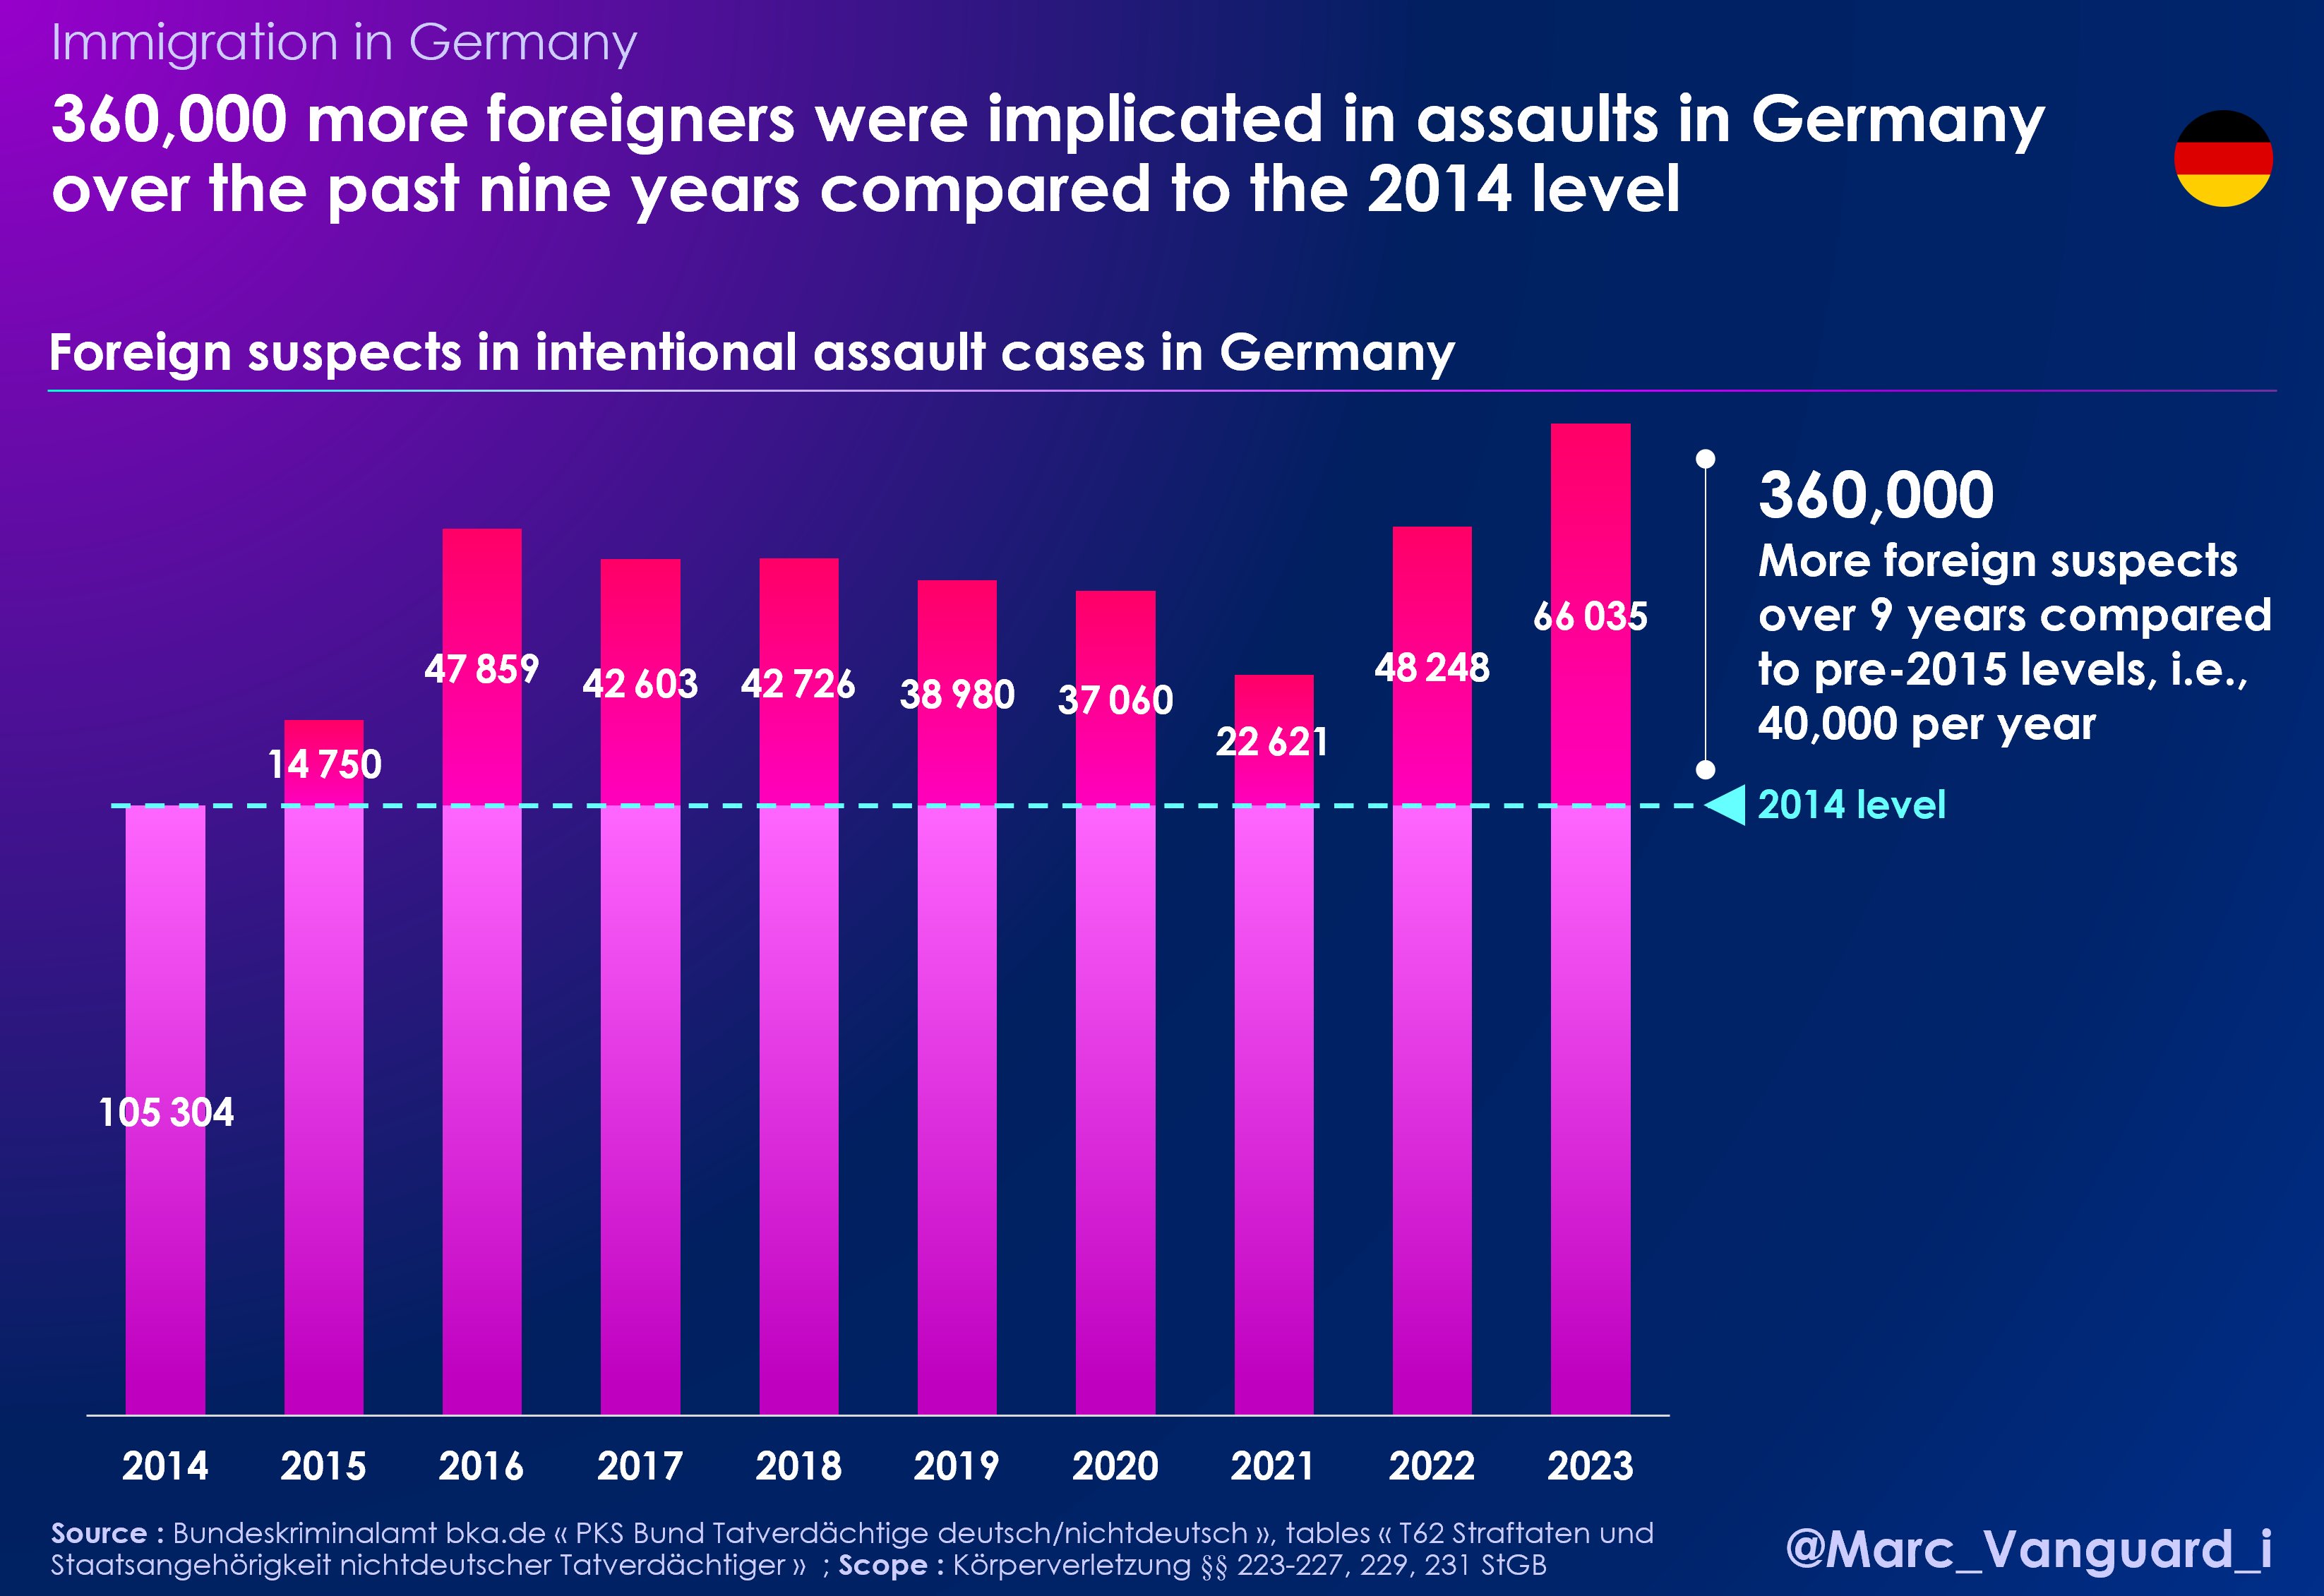 Immigration in Germany
360,000 more foreigners were implicated in assaults in Germany
over the past nine years compared to the 2014 level
Foreign suspects in intentional assault cases in Germany
105 304
14 750
47 859
42 603
42 726
38 980
37 060
22 621
48 248
66 035
360,000
More foreign suspects
over 9 years compared
to pre-2015 levels, i.e.,
40,000 per year
2014 level
2014
2015
2016
2017
2018
2019
2020
2021
2022
2023
Source : Bundeskriminalamt bka.de « PKS Bund Tatverdächtige deutsch/nichtdeutsch », tables « T62 Straftaten und
Staatsangehörigkeit nichtdeutscher Tatverdächtiger » ; Scope : Körperverletzung §§ 223-227, 229, 231 StGB
@Marc_Vanguard_i